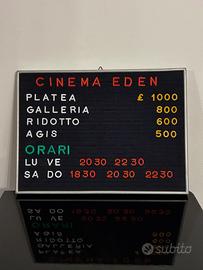 CINEMA EDEN
PLATEA £ 1000
GALLERIA 800
RIDOTTO 600
AGIS 500
ORARI
LU VE 2030 2230
SA DO 1830 2030 2230
subito